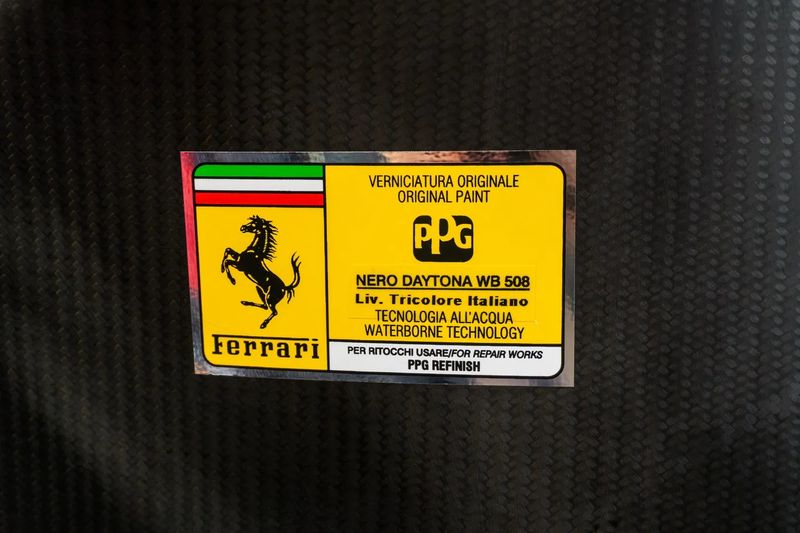 Ferrari
VERNICIATURA ORIGINALE
ORIGINAL PAINT
PPG
NERO DAYTONA WB 508
Liv. Tricolore Italiano
TECNOLOGIA ALL'ACQUA
WATERBORNE TECHNOLOGY
PER RITOCCHI USARE/FOR REPAIR WORKS
PPG REFINISH